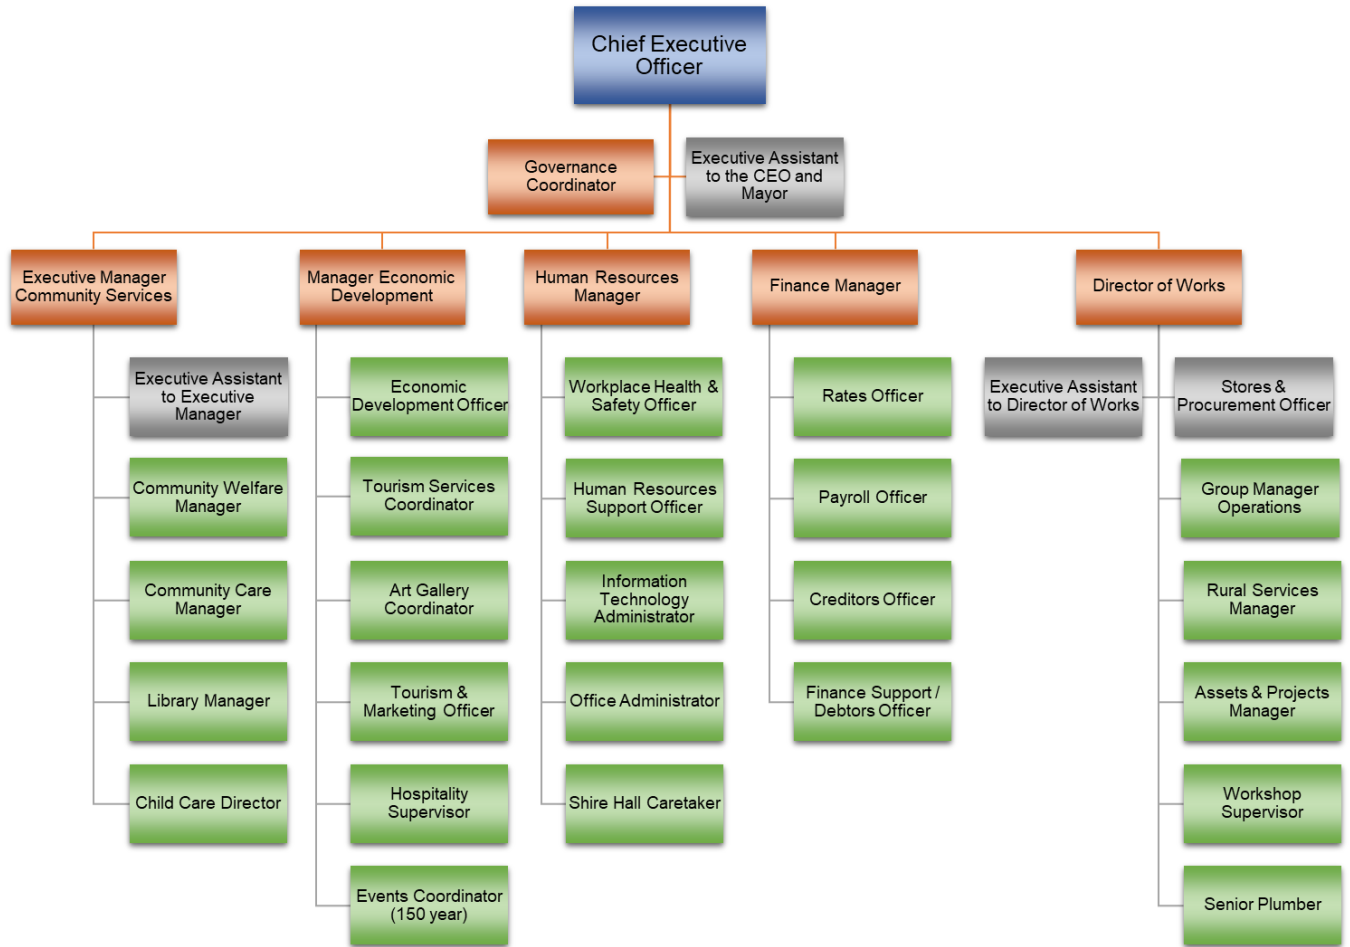 Chief Executive
Officer
Governance
Coordinator
Executive Assistant
to the CEO and
Mayor
Executive Manager
Community Services
Manager Economic
Development
Human Resources
Manager
Finance Manager
Director of Works
Executive Assistant
to Executive
Manager
Community Welfare
Manager
Community Care
Manager
Library Manager
Child Care Director
Economic
Development Officer
Tourism Services
Coordinator
Art Gallery
Coordinator
Tourism &
Marketing Officer
Hospitality
Supervisor
Events Coordinator
(150 year)
Workplace Health &
Safety Officer
Human Resources
Support Officer
Information
Technology
Administrator
Office Administrator
Shire Hall Caretaker
Rates Officer
Payroll Officer
Creditors Officer
Finance Support /
Debtors Officer
Executive Assistant
to Director of Works
Stores &
Procurement Officer
Group Manager
Operations
Rural Services
Manager
Assets & Projects
Manager
Workshop
Supervisor
Senior Plumber